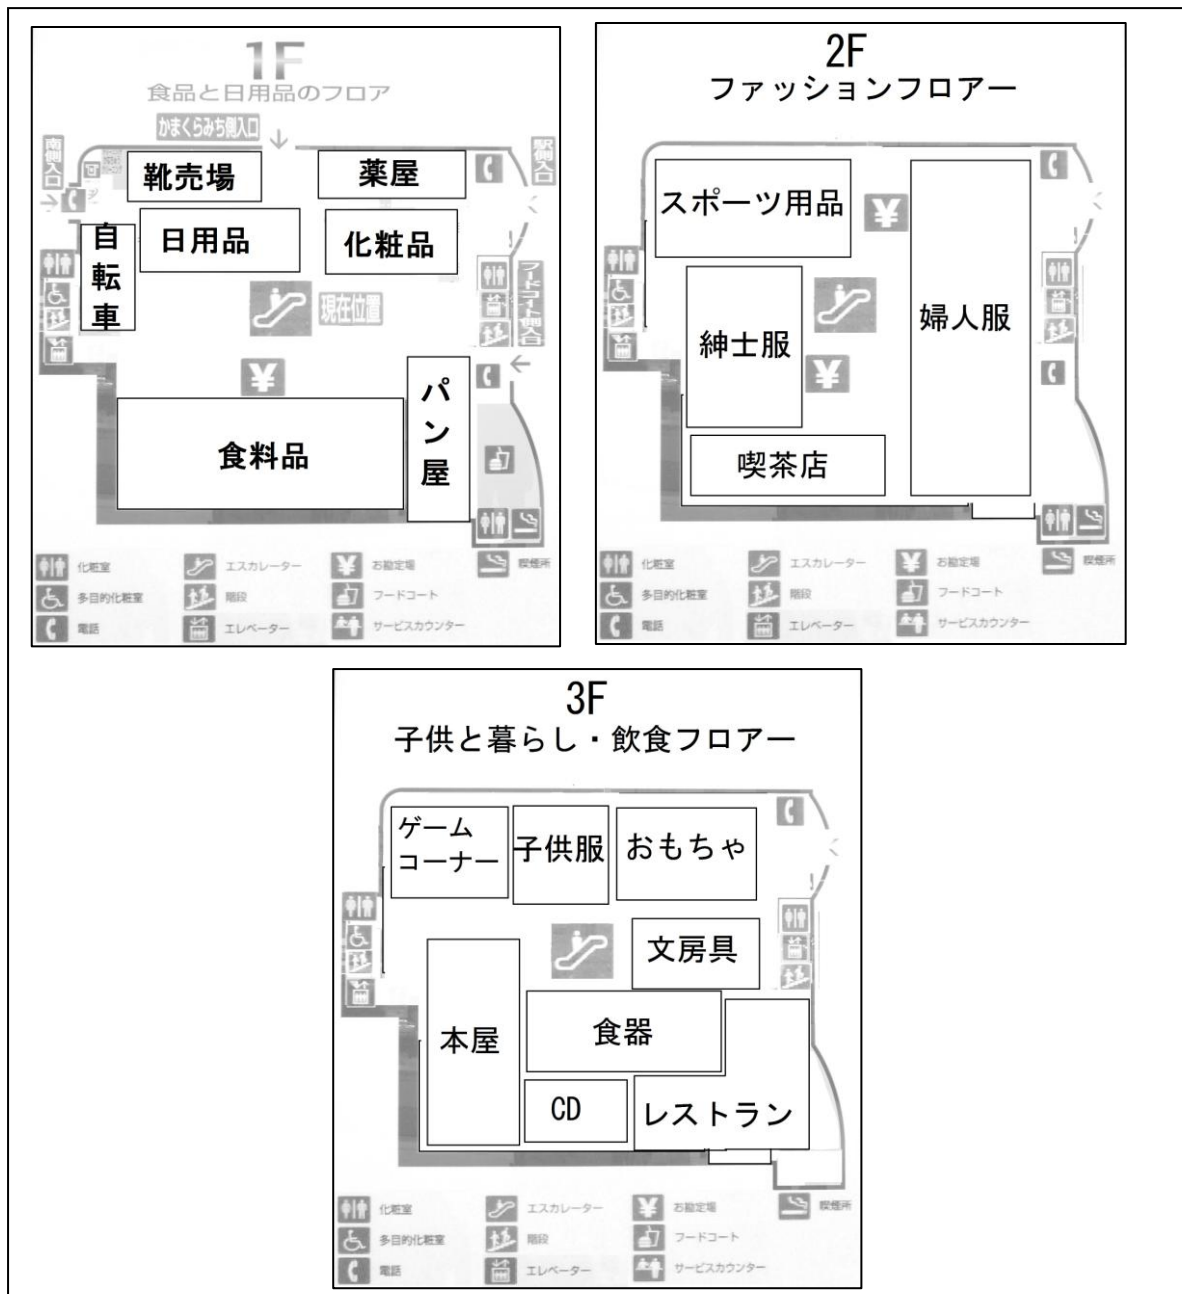 1F
食品と日用品のフロア
かまくらみち側入口
南側入口
駅側入口
靴売場
薬屋
自転車
日用品
化粧品
現在位置
フードコート側入口
¥
パン屋
食料品
化粧室
エスカレーター
¥
お勘定場
喫煙所
多目的化粧室
階段
フードコート
電話
エレベーター
サービスカウンター
2F
ファッションフロアー
スポーツ用品
¥
婦人服
紳士服
¥
喫茶店
化粧室
エスカレーター
¥
お勘定場
喫煙所
多目的化粧室
階段
フードコート
電話
エレベーター
サービスカウンター
3F
子供と暮らし・飲食フロアー
ゲーム
コーナー
子供服
おもちゃ
文房具
本屋
食器
CD
レストラン
化粧室
エスカレーター
¥
お勘定場
喫煙所
多目的化粧室
階段
フードコート
電話
エレベーター
サービスカウンター